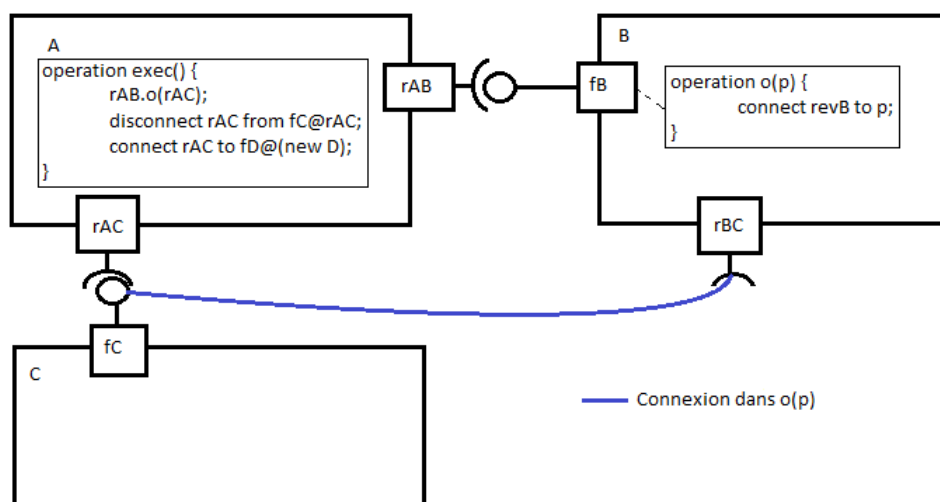 A
operation exec() {
rAB.o(rAC);
disconnect rAC from fC@rAC;
connect rAC to fD@(new D);
}
rAB
fB
B
operation o(p) {
connect revB to p;
}
rAC
rBC
fC
C
Connexion dans o(p)